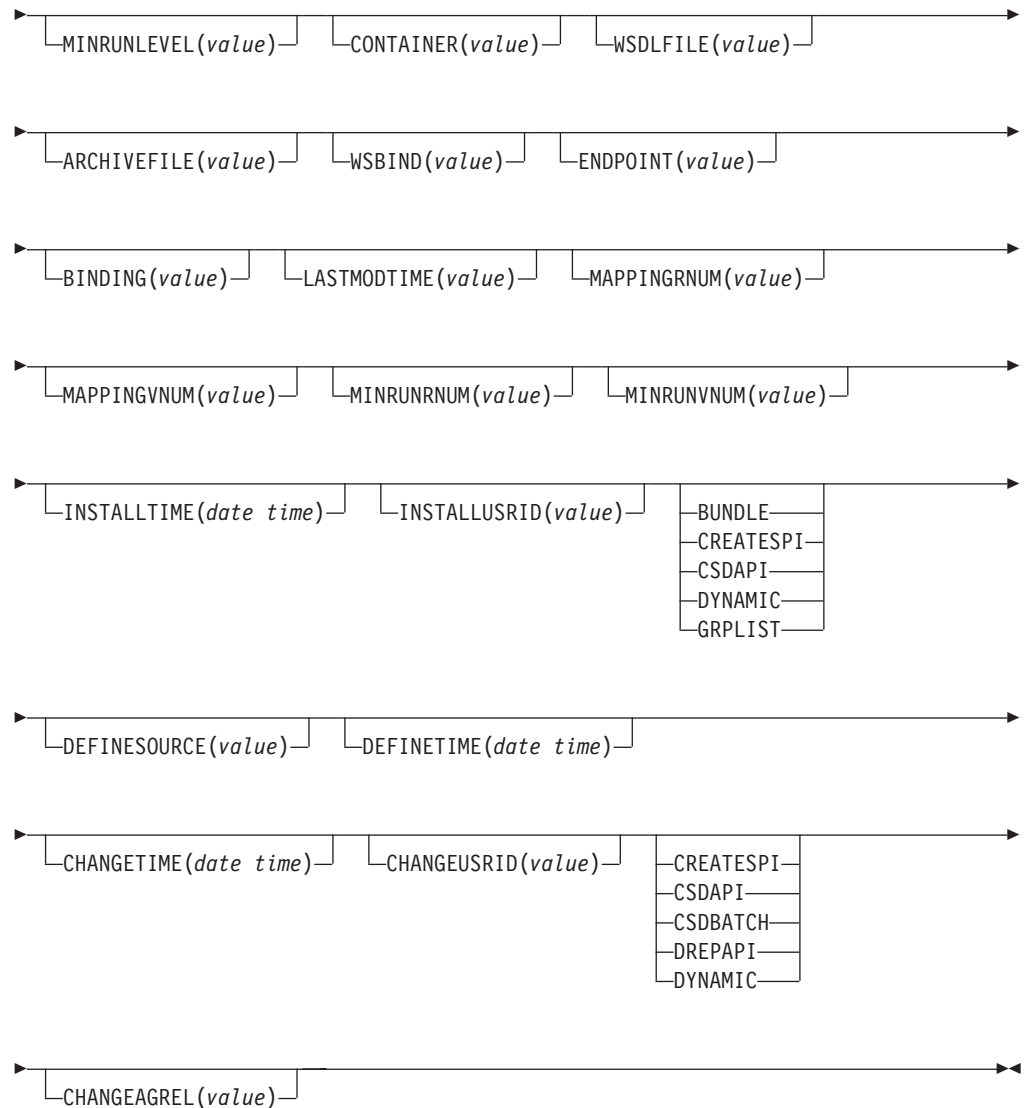 MINRUNLEVEL(value) CONTAINER(value) WSDLFILE(value)
ARCHIVEFILE(value) WSBIND(value) ENDPOINT(value)
BINDING(value) LASTMODTIME(value) MAPPINGRNUM(value)
MAPPINGVNUM(value) MINRUNRNUM(value) MINRUNVNUM(value)
INSTALLTIME(date time) INSTALLUSRID(value) BUNDLE
CREATESPI
CSDAPI
DYNAMIC
GRPLIST
DEFINESOURCE(value) DEFINETIME(date time)
CHANGETIME(date time) CHANGEUSRID(value) CREATESPI
CSDAPI
CSDBATCH
DREPAPI
DYNAMIC
CHANGEAGREL(value)